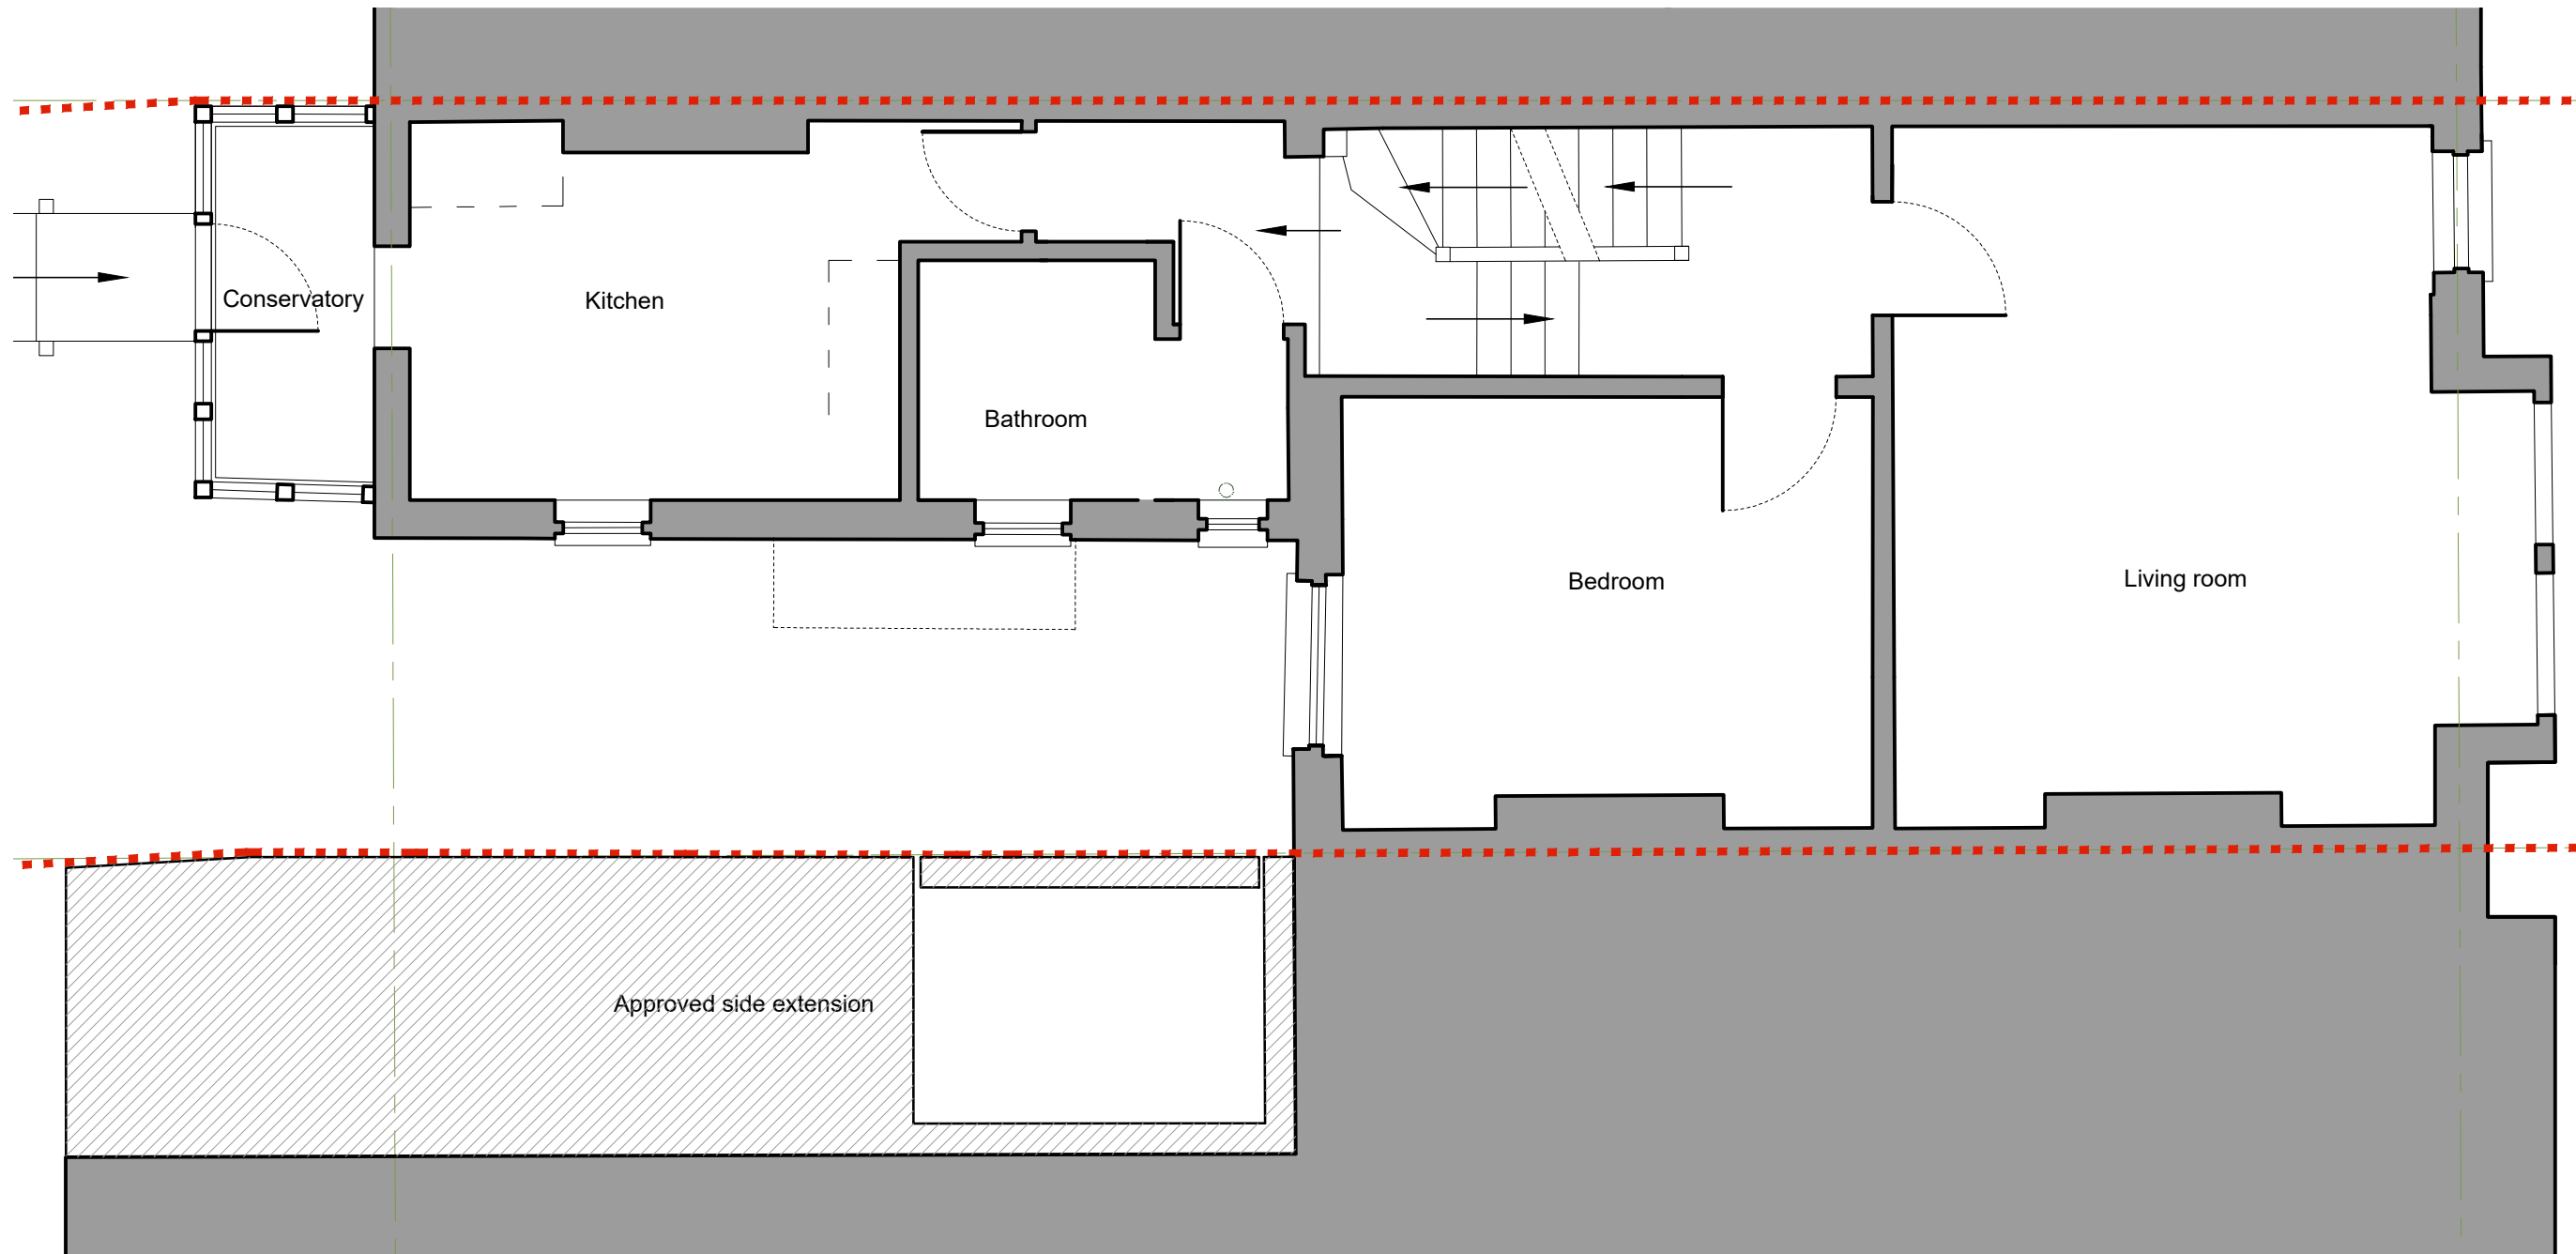 Conservatory
Kitchen
Bathroom
Bedroom
Living room
Approved side extension